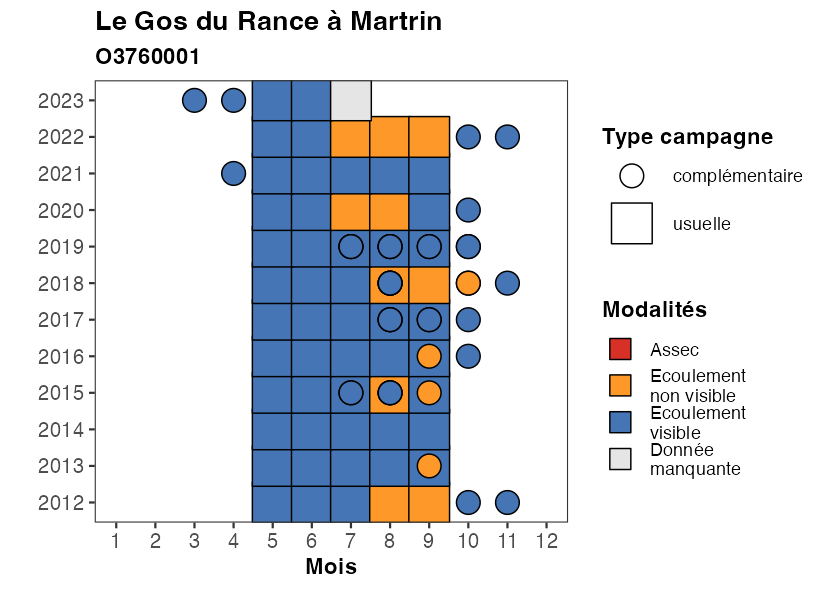 Le Gos du Rance à Martrin
O3760001
2023
2022
2021
2020
2019
2018
2017
2016
2015
2014
2013
2012
1 2 3 4 5 6 7 8 9 10 11 12
Mois
Type campagne
complémentaire
usuelle
Modalités
Assec
Ecoulement
non visible
Ecoulement
visible
Donnée
manquante